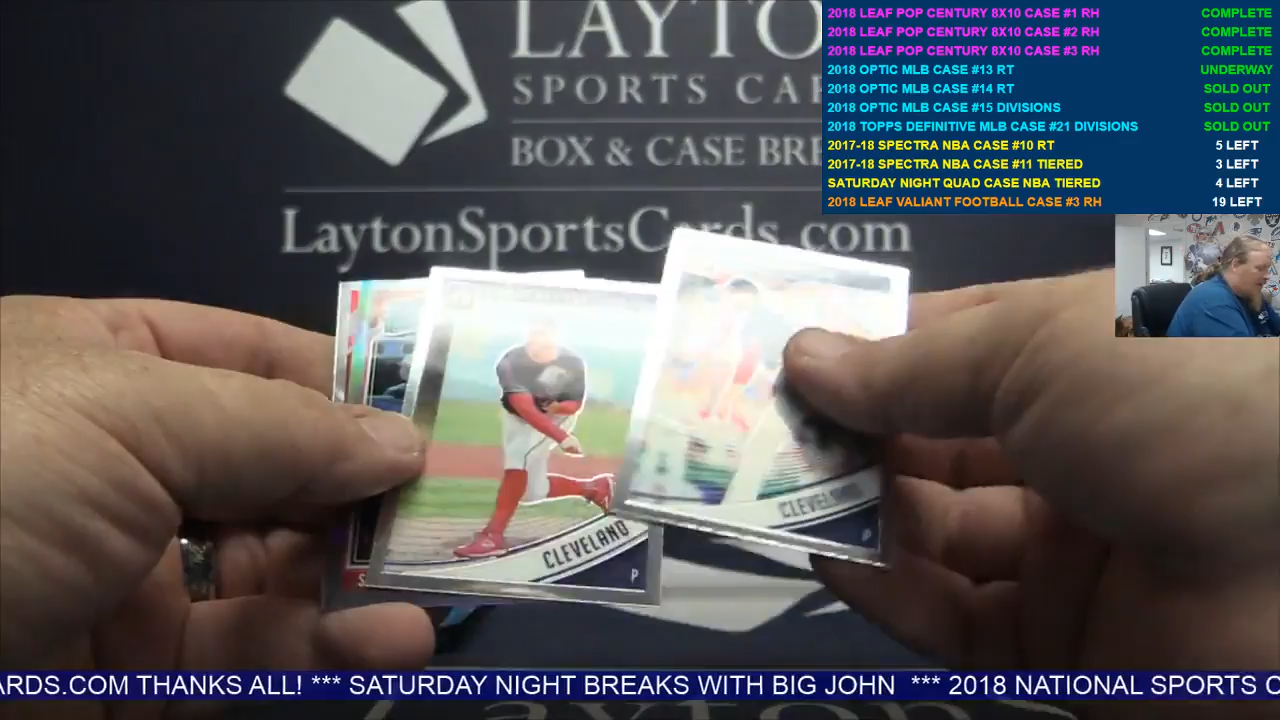 LAYTO
SPORTS CAR
BOX & CASE BRE
LaytonSportsCards.com
2018 LEAF POP CENTURY 8X10 CASE #1 RH COMPLETE
2018 LEAF POP CENTURY 8X10 CASE #2 RH COMPLETE
2018 LEAF POP CENTURY 8X10 CASE #3 RH COMPLETE
2018 OPTIC MLB CASE #13 RT UNDERWAY
2018 OPTIC MLB CASE #14 RT SOLD OUT
2018 OPTIC MLB CASE #15 DIVISIONS SOLD OUT
2018 TOPPS DEFINITIVE MLB CASE #21 DIVISIONS SOLD OUT
2017-18 SPECTRA NBA CASE #10 RT 5 LEFT
2017-18 SPECTRA NBA CASE #11 TIERED 3 LEFT
SATURDAY NIGHT QUAD CASE NBA TIERED 4 LEFT
2018 LEAF VALIANT FOOTBALL CASE #3 RH 19 LEFT
CLEVELAND
P
CLEVELAND
P
ARDS.COM THANKS ALL! *** SATURDAY NIGHT BREAKS WITH BIG JOHN *** 2018 NATIONAL SPORTS C